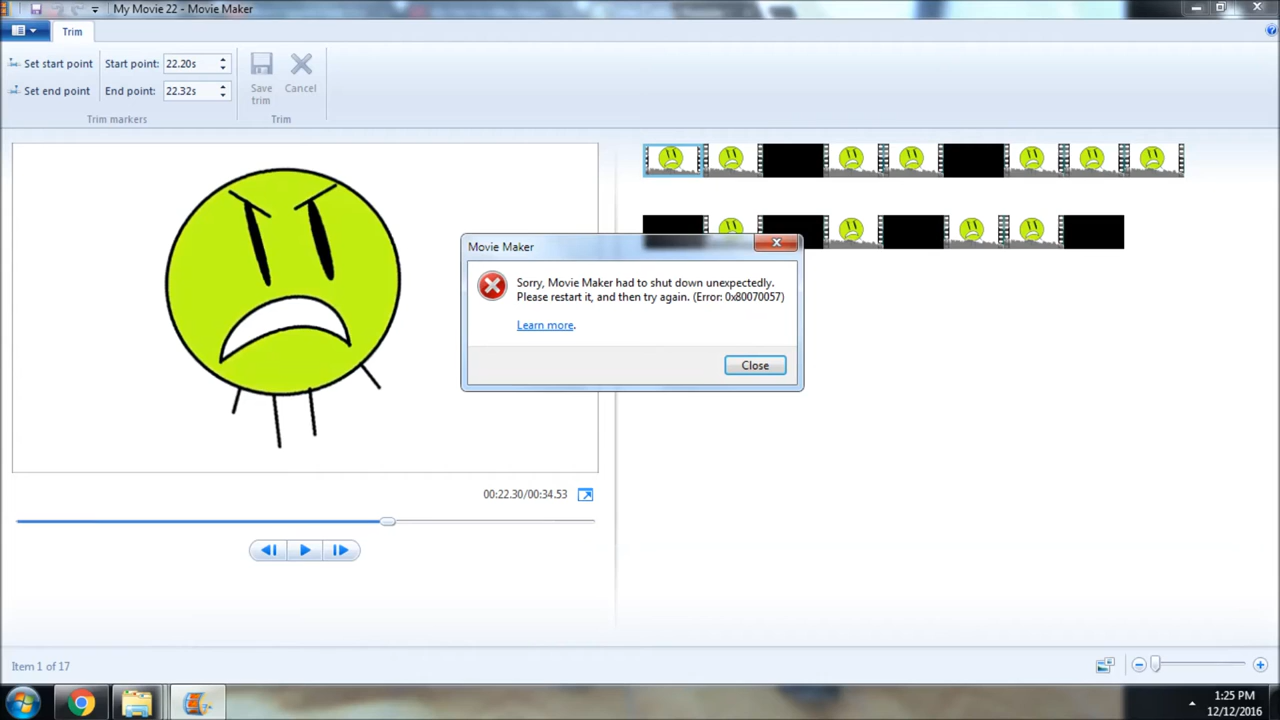 My Movie 22 - Movie Maker
Trim
Set start point
Start point: 22.20s
Set end point
End point: 22.32s
Save trim
Cancel
Trim markers
Trim
Movie Maker
Sorry, Movie Maker had to shut down unexpectedly.
Please restart it, and then try again. (Error: 0x80070057)
Learn more.
Close
00:22.30/00:34.53
Item 1 of 17
1:25 PM
12/12/2016